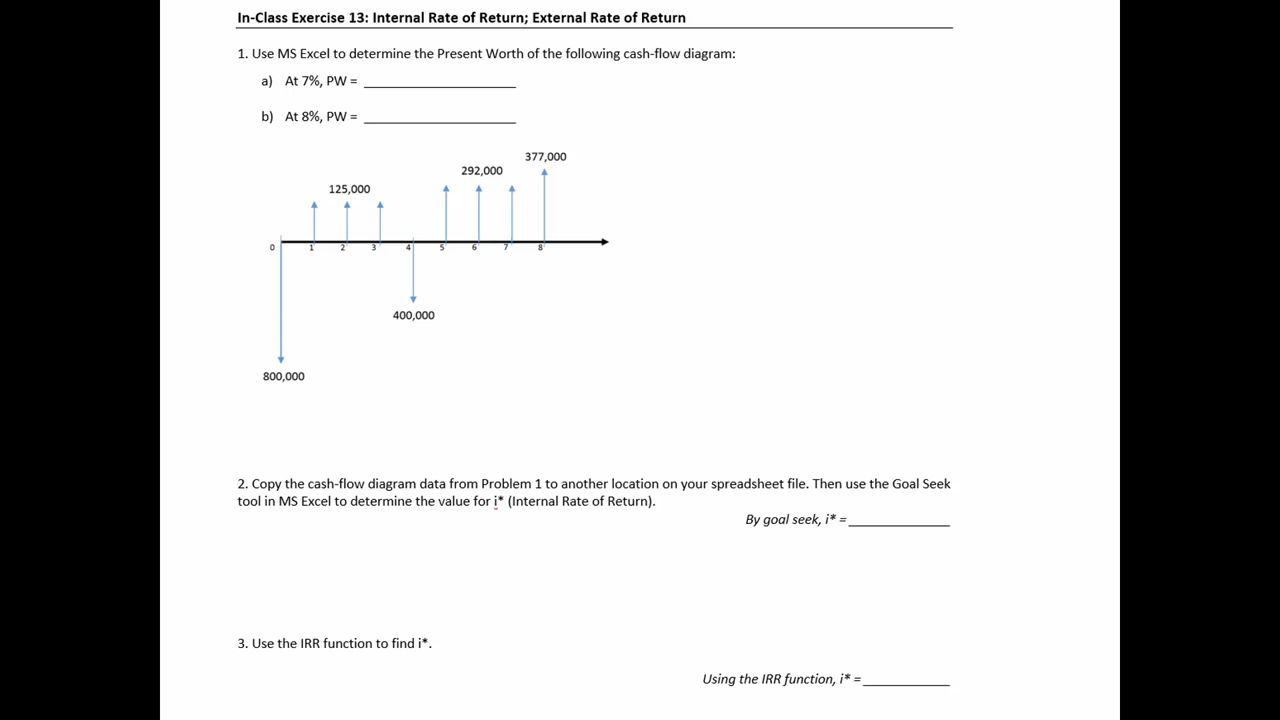 In-Class Exercise 13: Internal Rate of Return; External Rate of Return
1. Use MS Excel to determine the Present Worth of the following cash-flow diagram:
a) At 7%, PW =
b) At 8%, PW =
377,000
292,000
125,000
0 1 2 3 4 5 6 7 8
400,000
800,000
2. Copy the cash-flow diagram data from Problem 1 to another location on your spreadsheet file. Then use the Goal Seek
tool in MS Excel to determine the value for i* (Internal Rate of Return).
By goal seek, i* =
3. Use the IRR function to find i*.
Using the IRR function, i* =